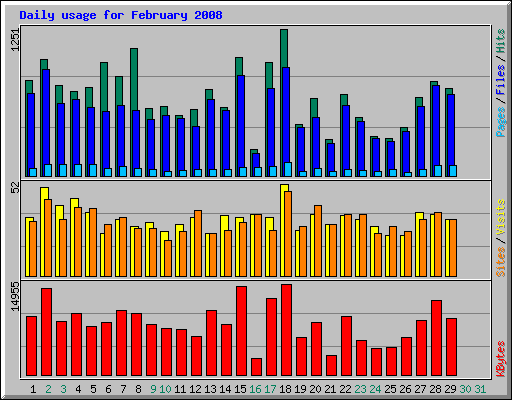 Daily usage for February 2008
1251
Pages / Files / Hits
52
Sites / Visits
14955
KBytes
1 2 3 4 5 6 7 8 9 10 11 12 13 14 15 16 17 18 19 20 21 22 23 24 25 26 27 28 29 30 31